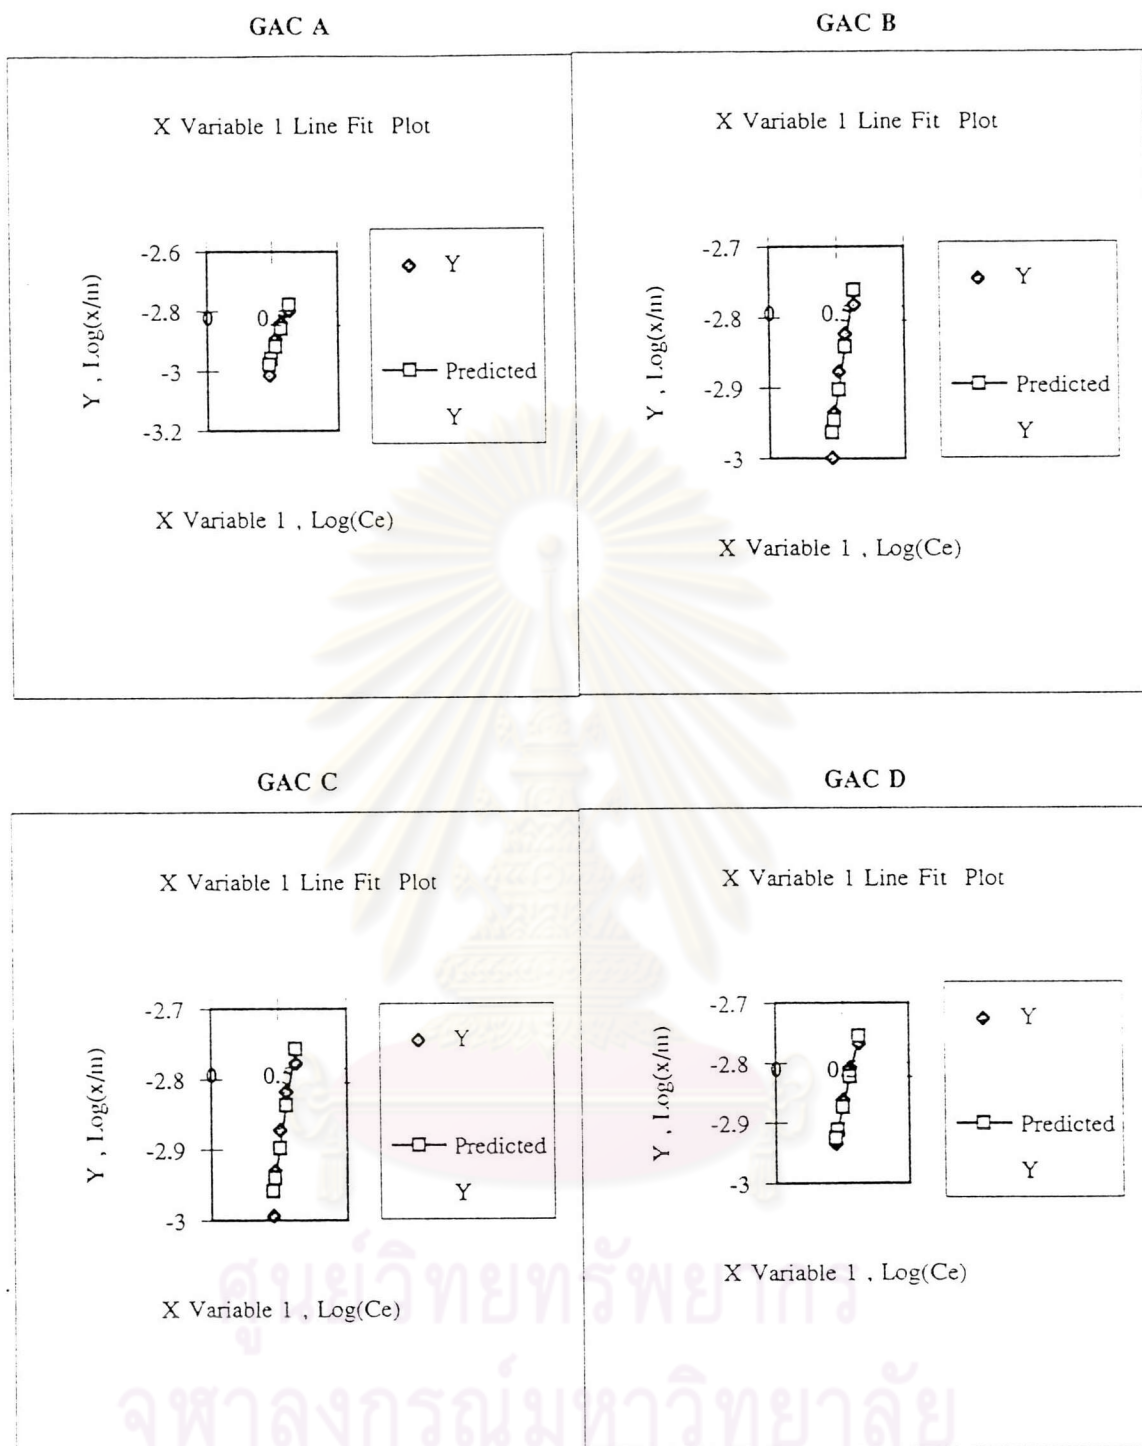 GAC A
GAC B
X Variable 1 Line Fit Plot
-2.6
-2.8
-3
-3.2
0
Y , Log(x/m)
Y
Predicted
Y
X Variable 1 , Log(Ce)
X Variable 1 Line Fit Plot
-2.7
-2.8
-2.9
-3
0
Y , Log(x/m)
Y
Predicted
Y
X Variable 1 , Log(Ce)
GAC C
GAC D
X Variable 1 Line Fit Plot
-2.7
-2.8
-2.9
-3
0
Y , Log(x/m)
Y
Predicted
Y
X Variable 1 , Log(Ce)
X Variable 1 Line Fit Plot
-2.7
-2.8
-2.9
-3
0
Y , Log(x/m)
Y
Predicted
Y
X Variable 1 , Log(Ce)
ศูนย์วิทยทรัพยากร
จุฬาลงกรณ์มหาวิทยาลัย